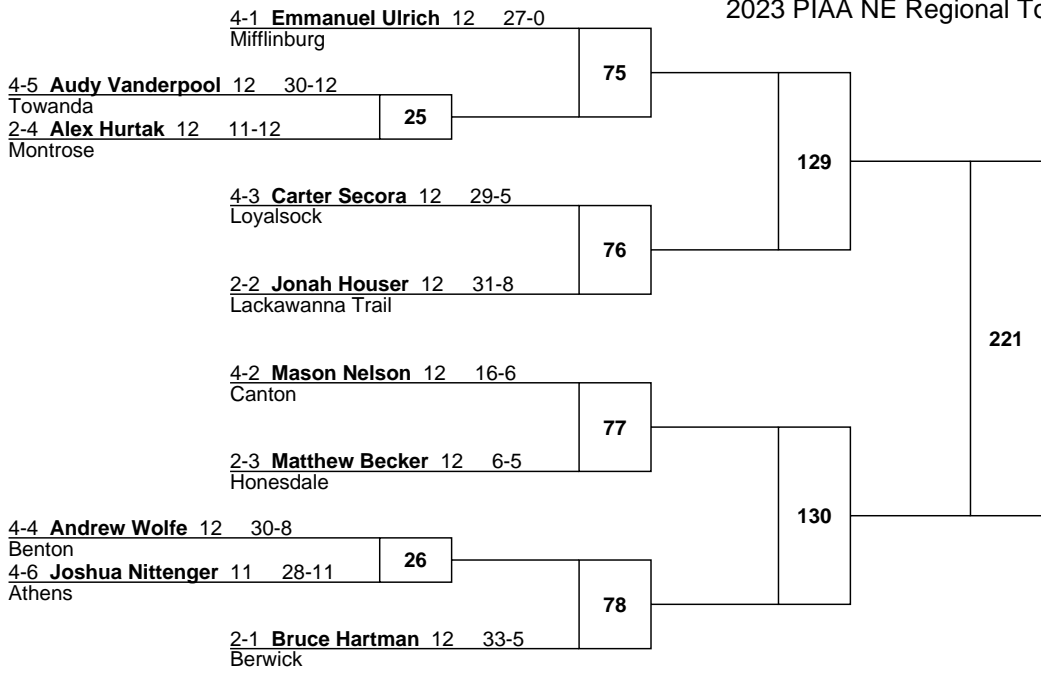 4-1 Emmanuel Ulrich 12 27-0
2023 PIAA NE Regional
Mifflinburg
75
4-5 Audy Vanderpool 12 30-12
Towanda
25
2-4 Alex Hurtak 12 11-12
Montrose
129
4-3 Carter Secora 12 29-5
Loyalsock
76
2-2 Jonah Houser 12 31-8
Lackawanna Trail
221
4-2 Mason Nelson 12 16-6
Canton
77
2-3 Matthew Becker 12 6-5
Honesdale
130
4-4 Andrew Wolfe 12 30-8
Benton
26
4-6 Joshua Nittenger 11 28-11
Athens
78
2-1 Bruce Hartman 12 33-5
Berwick